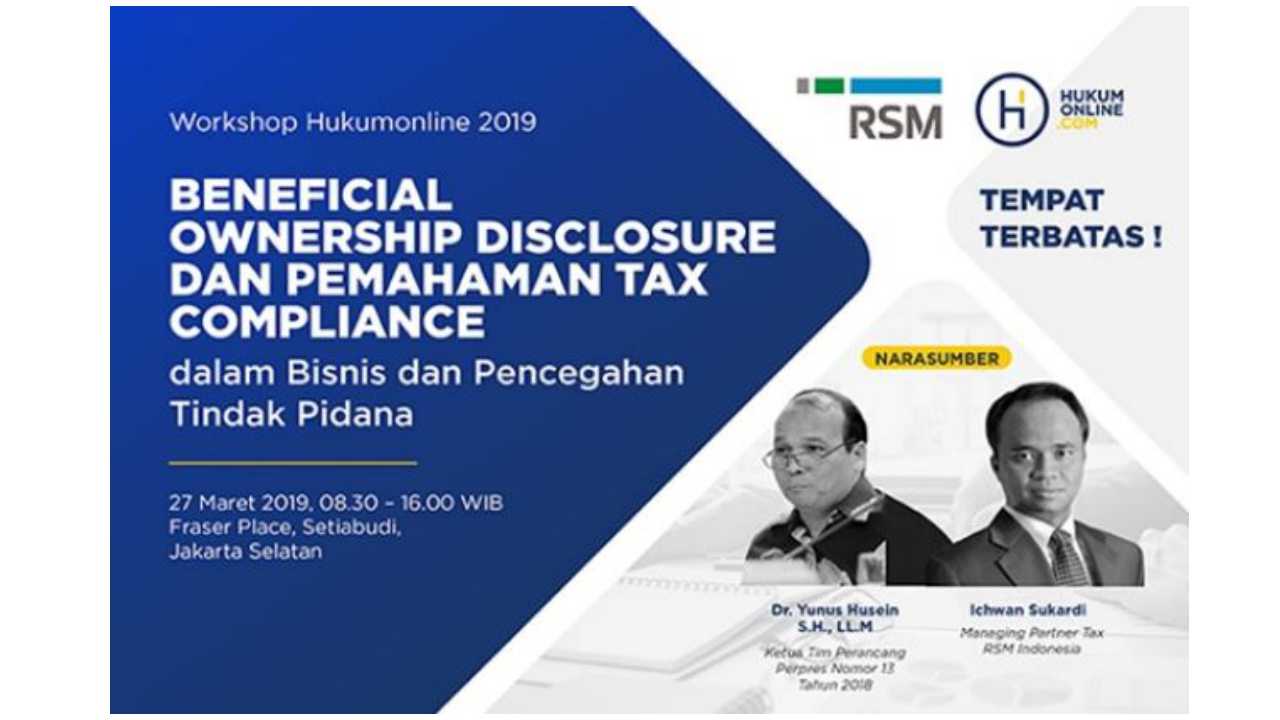 Workshop Hukumonline 2019
BENEFICIAL
OWNERSHIP DISCLOSURE
DAN PEMAHAMAN TAX
COMPLIANCE
dalam Bisnis dan Pencegahan
Tindak Pidana
27 Maret 2019, 08.30 – 16.00 WIB
Fraser Place, Setiabudi,
Jakarta Selatan
RSM
H
HUKUM
ONLINE
.COM
TEMPAT
TERBATAS !
NARASUMBER
Dr. Yunus Husein
S.H., LL.M
Ketua Tim Perancang
Perpres Nomor 13
Tahun 2018
Ichwan Sukardi
Managing Partner Tax
RSM Indonesia